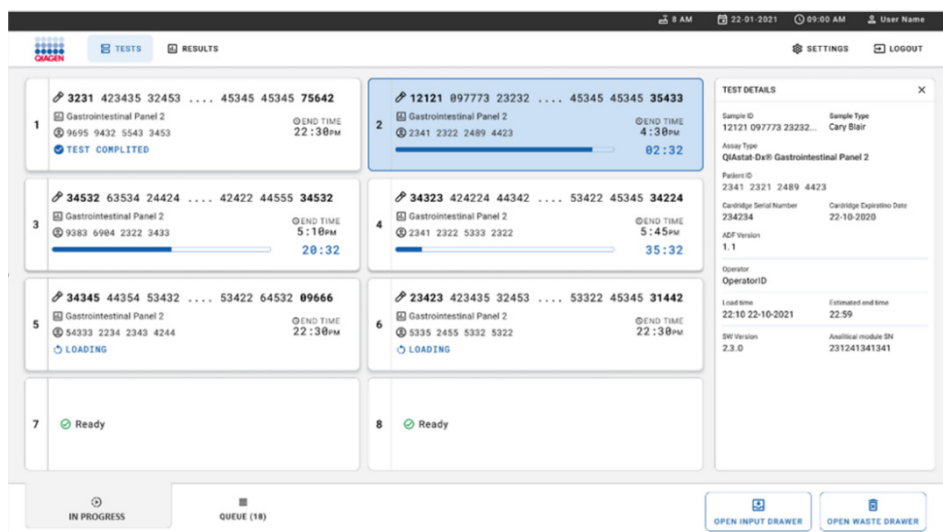 8 AM 22-01-2021 09:00 AM User Name
QIAGEN TESTS RESULTS SETTINGS LOGOUT
1
3231 423435 32453 .... 45345 45345 75642
Gastrointestinal Panel 2
9695 9432 5543 3453
TEST COMPLITED
END TIME
22:30PM
2
12121 097773 23232 .... 45345 45345 35433
Gastrointestinal Panel 2
2341 2322 2489 4423
END TIME
4:30PM
02:32
3
34532 63534 24424 .... 42422 44555 34532
Gastrointestinal Panel 2
9383 6904 2322 3433
END TIME
5:10PM
20:32
4
34323 424224 44342 .... 53422 45345 34224
Gastrointestinal Panel 2
2341 2322 5333 2322
END TIME
5:45PM
35:32
5
34345 44354 53432 .... 53422 64532 09666
Gastrointestinal Panel 2
54333 2234 2343 4244
LOADING
END TIME
22:30PM
6
23423 423435 32453 .... 53322 45345 31442
Gastrointestinal Panel 2
5335 2455 5332 5322
LOADING
END TIME
22:30PM
7 Ready
8 Ready
TEST DETAILS
Sample ID Sample Type
12121 097773 23232... Cary Blair
Assay Type
QIAstat-Dx® Gastrointestinal Panel 2
Patient ID
2341 2321 2489 4423
Cardridge Serial Number Cardridge Expiratino Date
234234 22-10-2020
ADF Version
1.1
Operator
OperatorID
Load time Estimated end time
22:10 22-10-2021 22:59
SW Version Analitical module SN
2.3.0 231241341341
IN PROGRESS QUEUE (18) OPEN INPUT DRAWER OPEN WASTE DRAWER